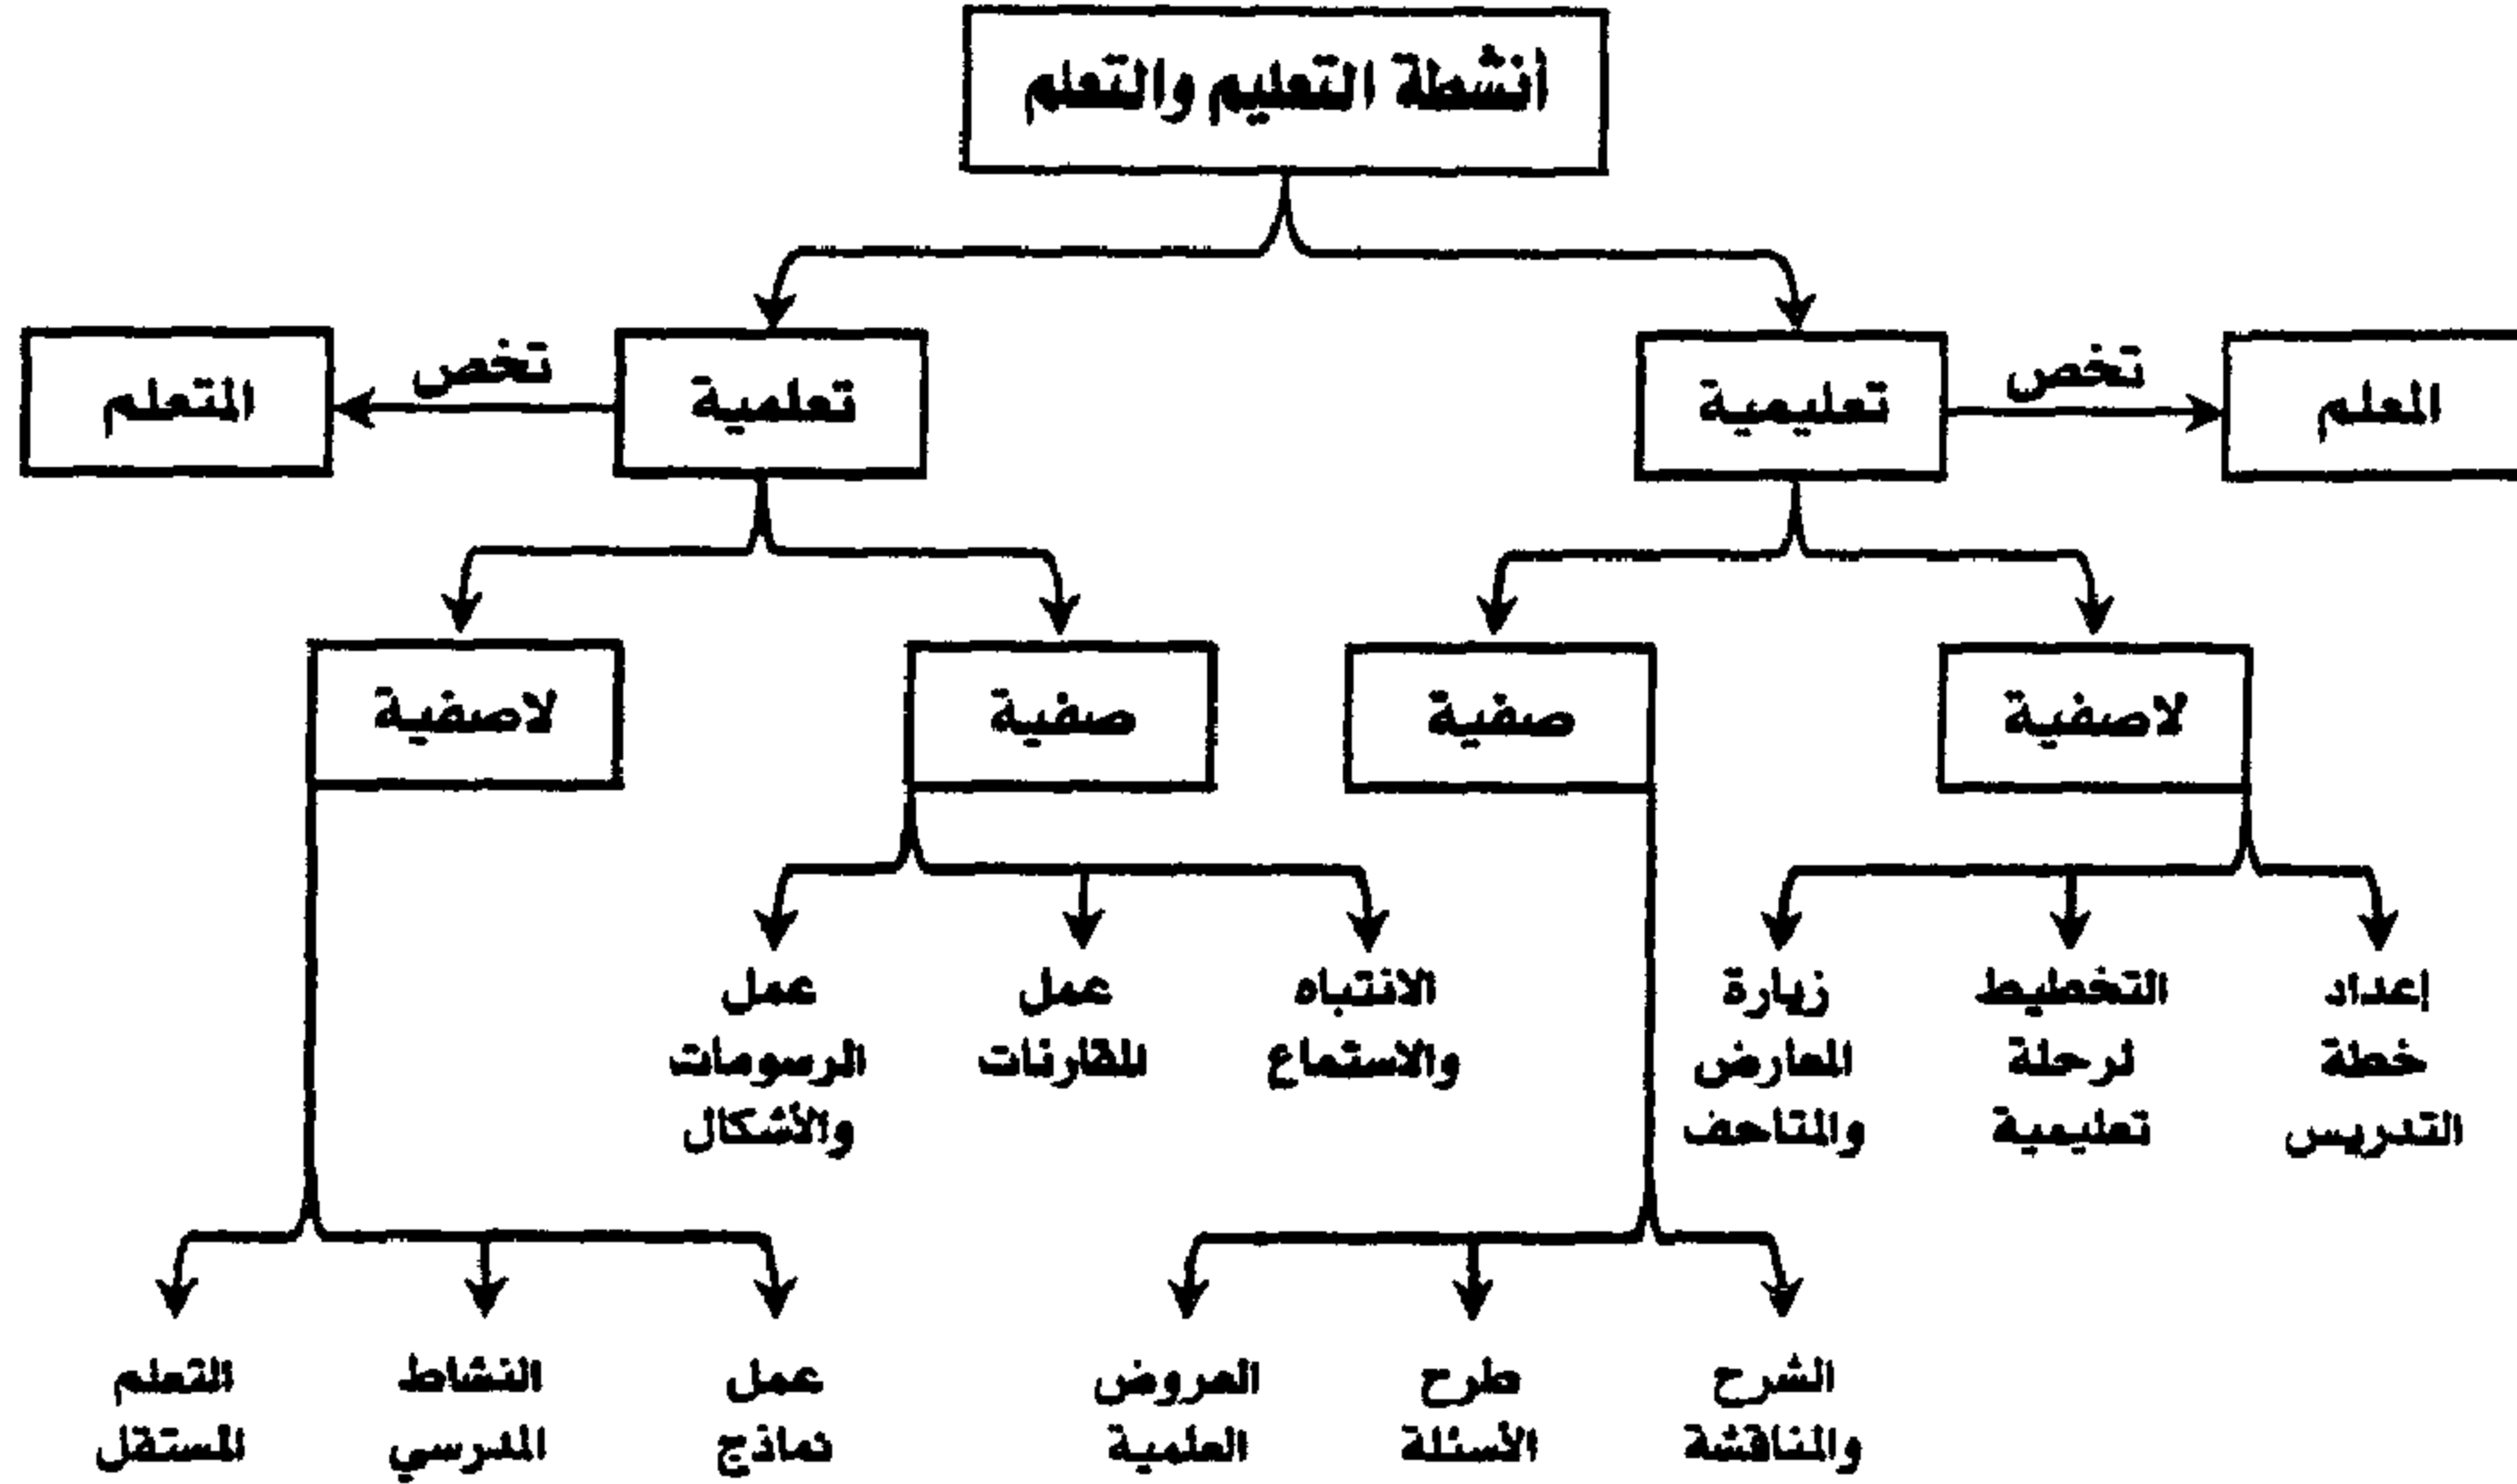 أنشطة التعليم والتعلم
المعلم
تخص
تعليمية
تعلمية
تخص
المتعلم
لاصفية
صفية
صفية
لاصفية
إعداد
خطة
التدريس
التخطيط
لرحلة
تعليمية
زيارة
المعارض
والمتاحف
الانتباه
والاستماع
عمل
المقارنات
عمل
الرسومات
والأشكال
الشرح
والمناقشة
طرح
الأسئلة
العروض
العلمية
عمل
نماذج
النشاط
المدرسي
التعلم
المستقل